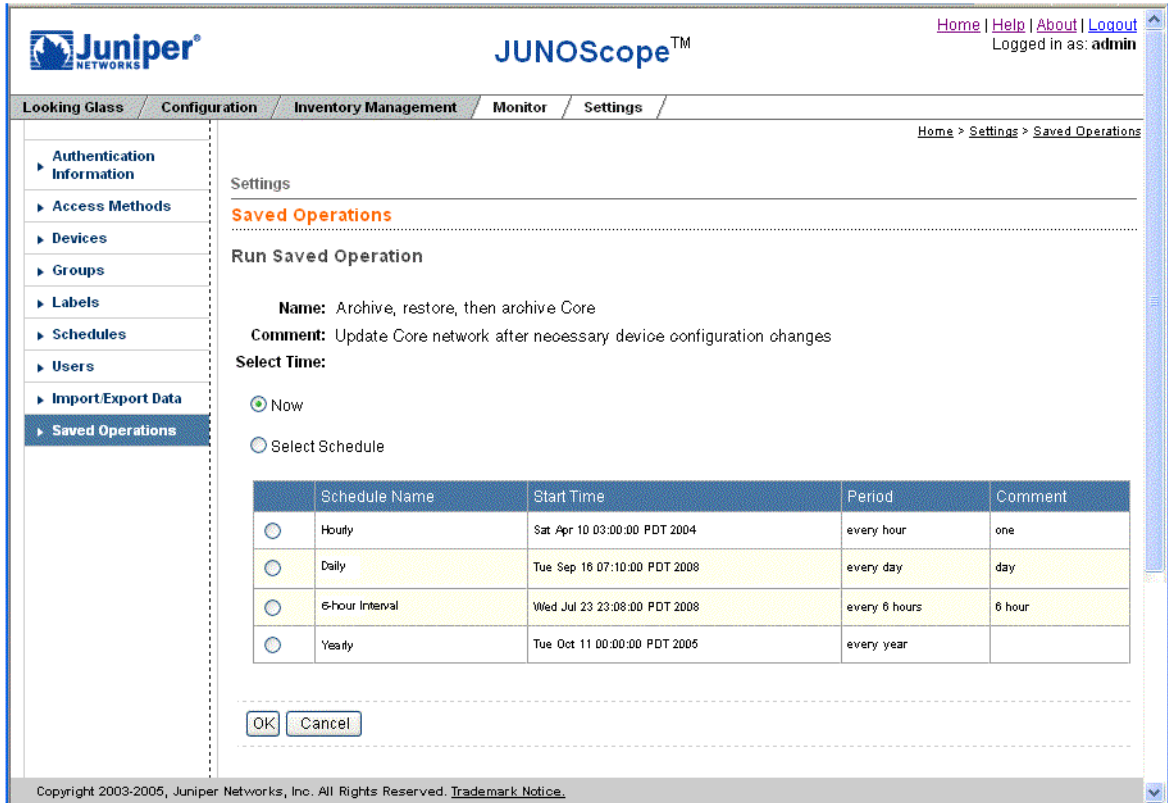 Juniper®
NETWORKS
JUNOScope™
Home | Help | About | Logout
Logged in as: admin
Looking Glass / Configuration / Inventory Management / Monitor / Settings /
Home > Settings > Saved Operations
Authentication Information
Access Methods
Devices
Groups
Labels
Schedules
Users
Import/Export Data
Saved Operations
Settings
Saved Operations
Run Saved Operation
Name: Archive, restore, then archive Core
Comment: Update Core network after necessary device configuration changes
Select Time:
Now
Select Schedule
Schedule Name Start Time Period Comment
Hourly Sat Apr 10 03:00:00 PDT 2004 every hour one
Daily Tue Sep 16 07:10:00 PDT 2008 every day day
6-hour Interval Wed Jul 23 23:08:00 PDT 2008 every 6 hours 6 hour
Yearly Tue Oct 11 00:00:00 PDT 2005 every year
OK Cancel
Copyright 2003-2005, Juniper Networks, Inc. All Rights Reserved. Trademark Notice.